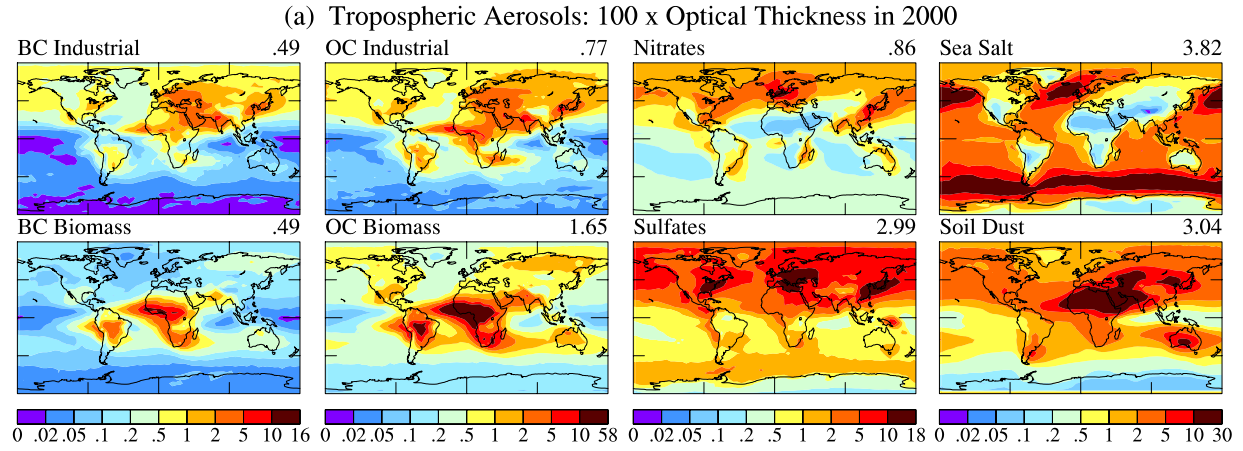 (a) Tropospheric Aerosols: 100 x Optical Thickness in 2000
BC Industrial .49
OC Industrial .77
Nitrates .86
Sea Salt 3.82
BC Biomass .49
OC Biomass 1.65
Sulfates 2.99
Soil Dust 3.04
0 .02 .05 .1 .2 .5 1 2 5 10 16
0 .02 .05 .1 .2 .5 1 2 5 10 58
0 .02 .05 .1 .2 .5 1 2 5 10 18
0 .02 .05 .1 .2 .5 1 2 5 10 30